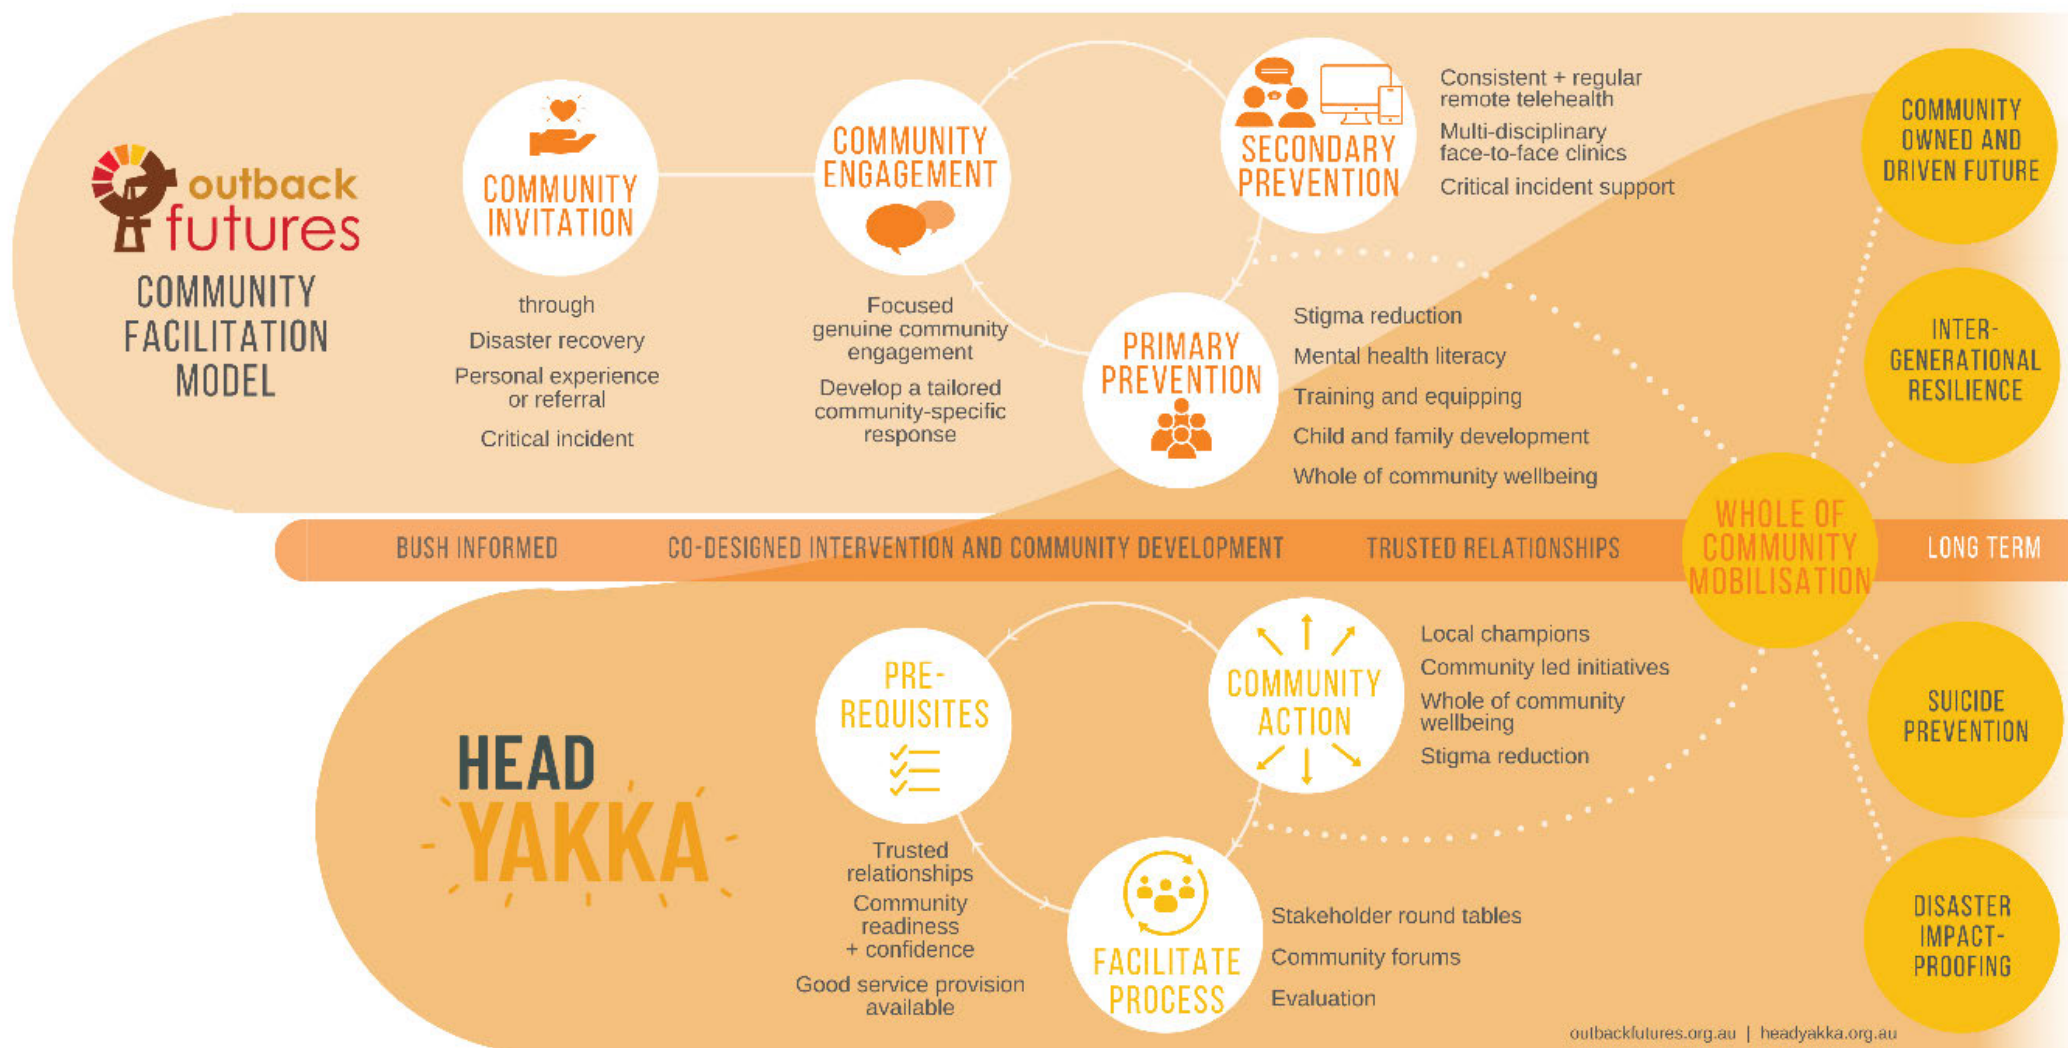 outback
futures
COMMUNITY
FACILITATION
MODEL
COMMUNITY
INVITATION
through
Disaster recovery
Personal experience
or referral
Critical incident
COMMUNITY
ENGAGEMENT
Focused
genuine community
engagement
Develop a tailored
community-specific
response
SECONDARY
PREVENTION
Consistent + regular
remote telehealth
Multi-disciplinary
face-to-face clinics
Critical incident support
PRIMARY
PREVENTION
Stigma reduction
Mental health literacy
Training and equipping
Child and family development
Whole of community wellbeing
COMMUNITY
OWNED AND
DRIVEN FUTURE
INTER-
GENERATIONAL
RESILIENCE
BUSH INFORMED
CO-DESIGNED INTERVENTION AND COMMUNITY DEVELOPMENT
TRUSTED RELATIONSHIPS
WHOLE OF
COMMUNITY
MOBILISATION
LONG TERM
HEAD
YAKKA
PRE-
REQUISITES
Trusted
relationships
Community
readiness
+ confidence
Good service provision
available
COMMUNITY
ACTION
Local champions
Community led initiatives
Whole of community
wellbeing
Stigma reduction
FACILITATE
PROCESS
Stakeholder round tables
Community forums
Evaluation
SUICIDE
PREVENTION
DISASTER
IMPACT-
PROOFING
outbackfutures.org.au | headyakka.org.au